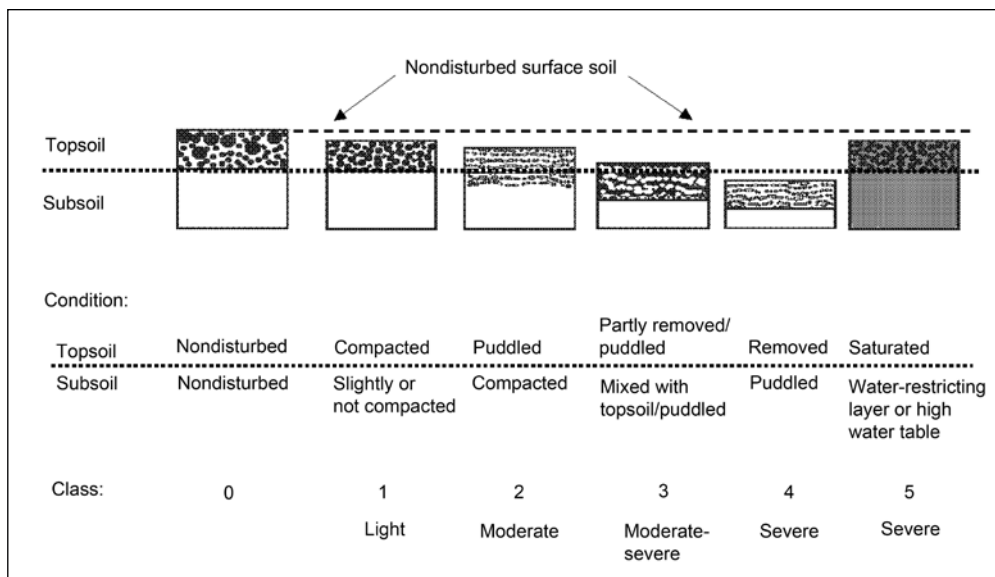 Nondisturbed surface soil
Topsoil
Subsoil
Condition:
Topsoil Nondisturbed Compacted Puddled Partly removed/ puddled Removed Saturated
Subsoil Nondisturbed Slightly or not compacted Compacted Mixed with topsoil/puddled Puddled Water-restricting layer or high water table
Class: 0 1 2 3 4 5
Light Moderate Moderate- severe Severe Severe